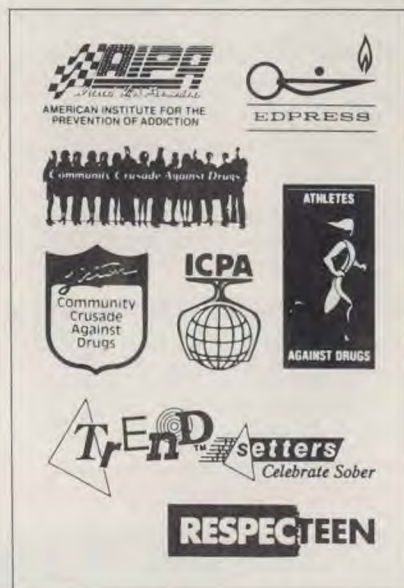 AIPA
AMERICAN INSTITUTE FOR THE
PREVENTION OF ADDICTION
EDPRESS
Community Crusade Against Drugs
Community
Crusade
Against
Drugs
ICPA
ATHLETES
AGAINST DRUGS
TrEnD™
setters
Celebrate Sober
RESPECTEEN